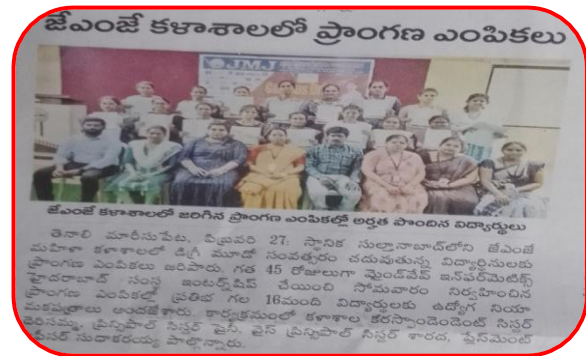 జేఎంజే కళాశాలలో ప్రాంగణ ఎంపికలు
J.M.J
జేఎంజే కళాశాలలో జరిగిన ప్రాంగణ ఎంపికల్లో అర్హత పొందిన విద్యార్థులు
తెనాలి మారీసుపేట, ఫిబ్రవరి 27: స్థానిక సుల్తానాబాద్‌లోని జేఎంజే
మహిళా కళాశాలలో డిగ్రీ మూడో సంవత్సరం చదువుతున్న విద్యార్థినులకు
ప్రాంగణ ఎంపికలు జరిపారు. గత 45 రోజులుగా మైండ్‌వేవ్ ఇన్‌ఫర్‌మేటిక్స్
హైదరాబాద్ సంస్థ ఇంటర్న్‌షిప్ చేయించి సోమవారం నిర్వహించిన
ప్రాంగణ ఎంపికల్లో ప్రతిభ గల 16మంది విద్యార్థులకు ఉద్యోగ నియా
మకపత్రాలు అందజేశారు. కార్యక్రమంలో కళాశాల కరస్పాండెండెంట్ సిస్టర్
మెరిసమ్మ, ప్రిన్సిపాల్ సిస్టర్ షైనీ, వైస్ ప్రిన్సిపాల్ సిస్టర్ శారద, ప్లేస్‌మెంట్
సుధాకరయ్య పాల్గొన్నారు.